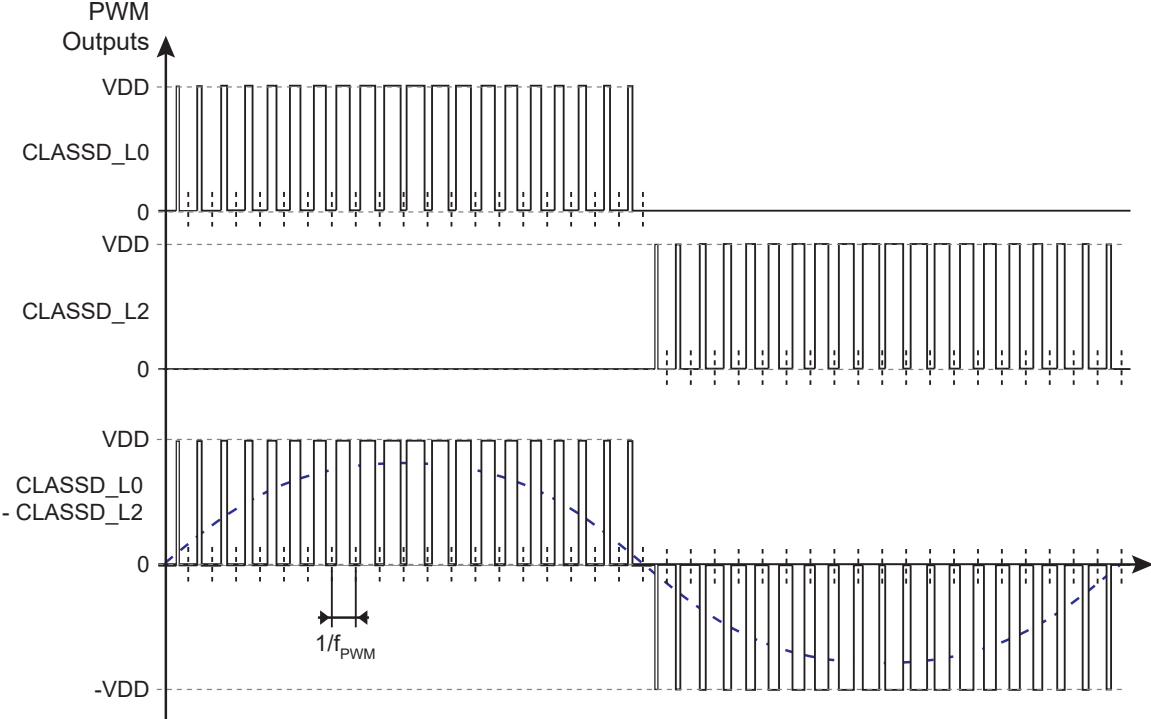 PWM
Outputs
VDD
CLASSD_L0
0
VDD
CLASSD_L2
0
VDD
CLASSD_L0
- CLASSD_L2
0
1/fPWM
-VDD